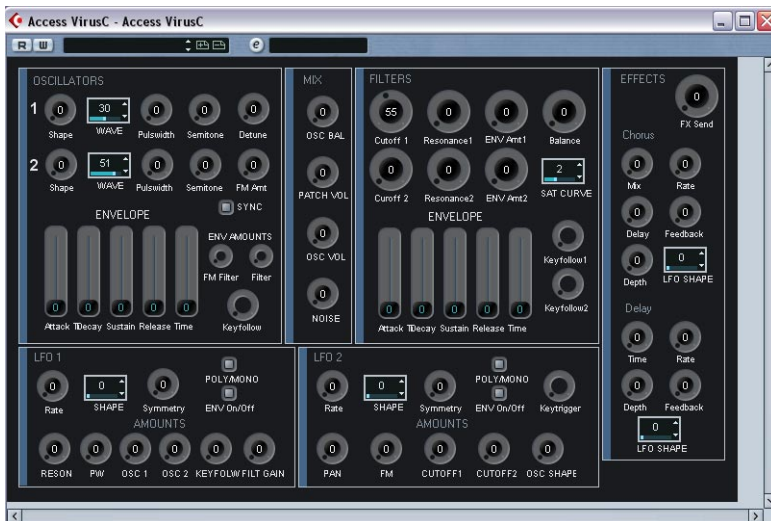 Access VirusC - Access VirusC
R W e
OSCILLATORS
1 0 30 0 0 0
Shape WAVE Pulswidth Semitone Detune
2 0 51 0 0 0
Shape WAVE Pulswidth Semitone FM Amt
SYNC
ENVELOPE
ENV AMOUNTS
0 0
FM Filter Filter
0 0 0 0 0
Attack TDecay Sustain Release Time
Keyfollow
MIX
0
OSC BAL
0
PATCH VOL
0
OSC VOL
0
NOISE
FILTERS
55 0 0 0
Cutoff 1 Resonance1 ENV Amt1 Balance
0 0 0 2
Curoff 2 Resonance2 ENV Amt2 SAT CURVE
ENVELOPE
Keyfollow1
0 0 0 0 0
Keyfollow2
Attack TDecay Sustain Release Time
EFFECTS
0
FX Send
Chorus
0 0
Mix Rate
0 0
Delay Feedback
0 0
Depth LFO SHAPE
Delay
0 0
Time Rate
0 0
Depth Feedback
0
LFO SHAPE
LFO 1
0 0 0
POLY/MONO
Rate SHAPE Symmetry ENV On/Off
AMOUNTS
0 0 0 0 0 0
RESON PW OSC 1 OSC 2 KEYFOLW FILT GAIN
LFO 2
0 0 0
POLY/MONO
Rate SHAPE Symmetry ENV On/Off Keytrigger
AMOUNTS
0 0 0 0 0
PAN FM CUTOFF1 CUTOFF2 OSC SHAPE